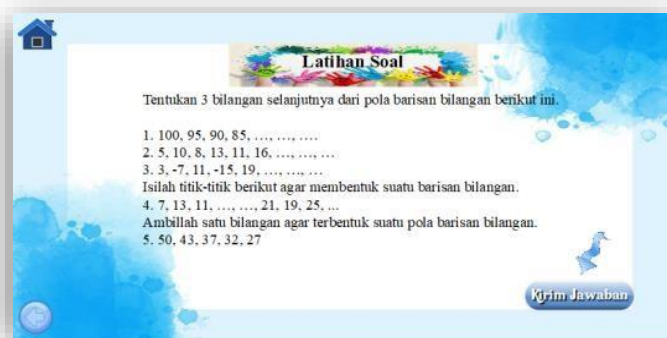 Latihan Soal
Tentukan 3 bilangan selanjutnya dari pola barisan bilangan berikut ini.
1. 100, 95, 90, 85, …, …, ….
2. 5, 10, 8, 13, 11, 16, …, …, …
3. 3, -7, 11, -15, 19, …, …, …
Isilah titik-titik berikut agar membentuk suatu barisan bilangan.
4. 7, 13, 11, …, …, 21, 19, 25, ...
Ambillah satu bilangan agar terbentuk suatu pola barisan bilangan.
5. 50, 43, 37, 32, 27
Kirim Jawaban